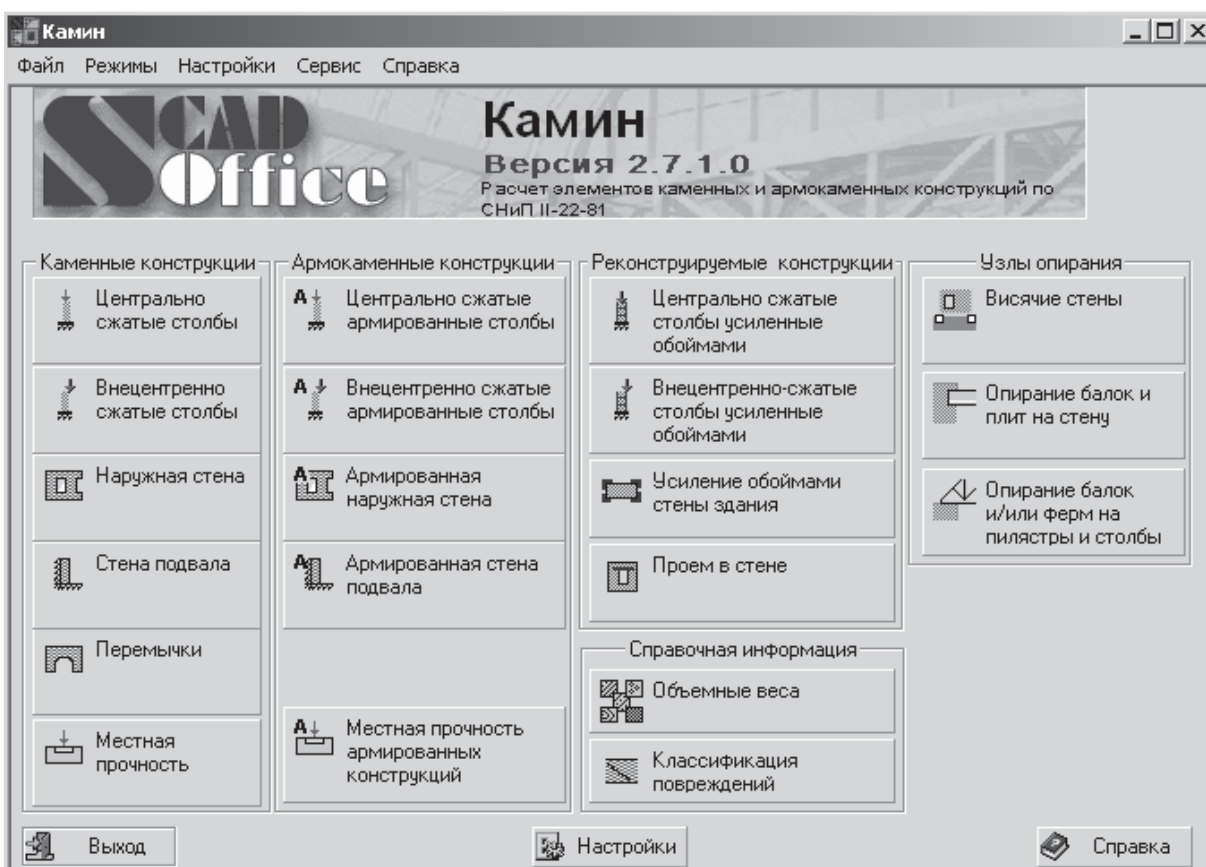 Камин
Файл Режимы Настройки Сервис Справка
SCAD
Office
Камин
Версия 2.7.1.0
Расчет элементов каменных и армокаменных конструкций по
СНиП II-22-81
Каменные конструкции
Центрально
сжатые столбы
Внецентренно
сжатые столбы
Наружная стена
Стена подвала
Перемычки
Местная
прочность
Армокаменные конструкции
A
Центрально сжатые
армированные столбы
A
Внецентренно сжатые
армированные столбы
A
Армированная
наружная стена
A
Армированная стена
подвала
A
Местная прочность
армированных
конструкций
Реконструируемые конструкции
Центрально сжатые
столбы усиленные
обоймами
Внецентренно-сжатые
столбы усиленные
обоймами
Усиление обоймами
стены здания
Проем в стене
Справочная информация
Объемные веса
Классификация
повреждений
Узлы опирания
Висячие стены
Опирание балок и
плит на стену
Опирание балок
и/или ферм на
пилястры и столбы
Выход
Настройки
Справка